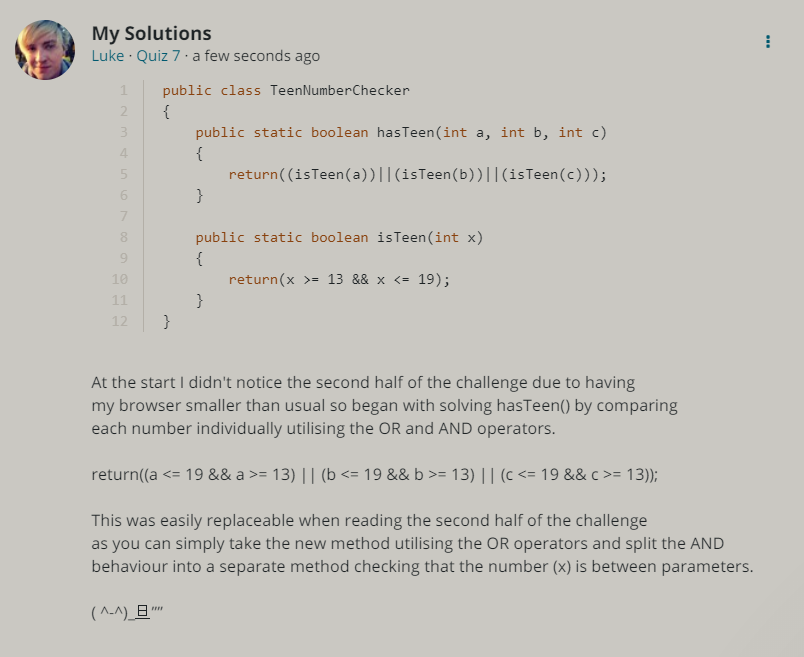 My Solutions
Luke · Quiz 7 · a few seconds ago
1 public class TeenNumberChecker
2 {
3 public static boolean hasTeen(int a, int b, int c)
4 {
5 return((isTeen(a))||(isTeen(b))||(isTeen(c)));
6 }
7
8 public static boolean isTeen(int x)
9 {
10 return(x >= 13 && x <= 19);
11 }
12 }
At the start I didn't notice the second half of the challenge due to having
my browser smaller than usual so began with solving hasTeen() by comparing
each number individually utilising the OR and AND operators.
return((a <= 19 && a >= 13) || (b <= 19 && b >= 13) || (c <= 19 && c >= 13));
This was easily replaceable when reading the second half of the challenge
as you can simply take the new method utilising the OR operators and split the AND
behaviour into a separate method checking that the number (x) is between parameters.
( ^-^)_旦""